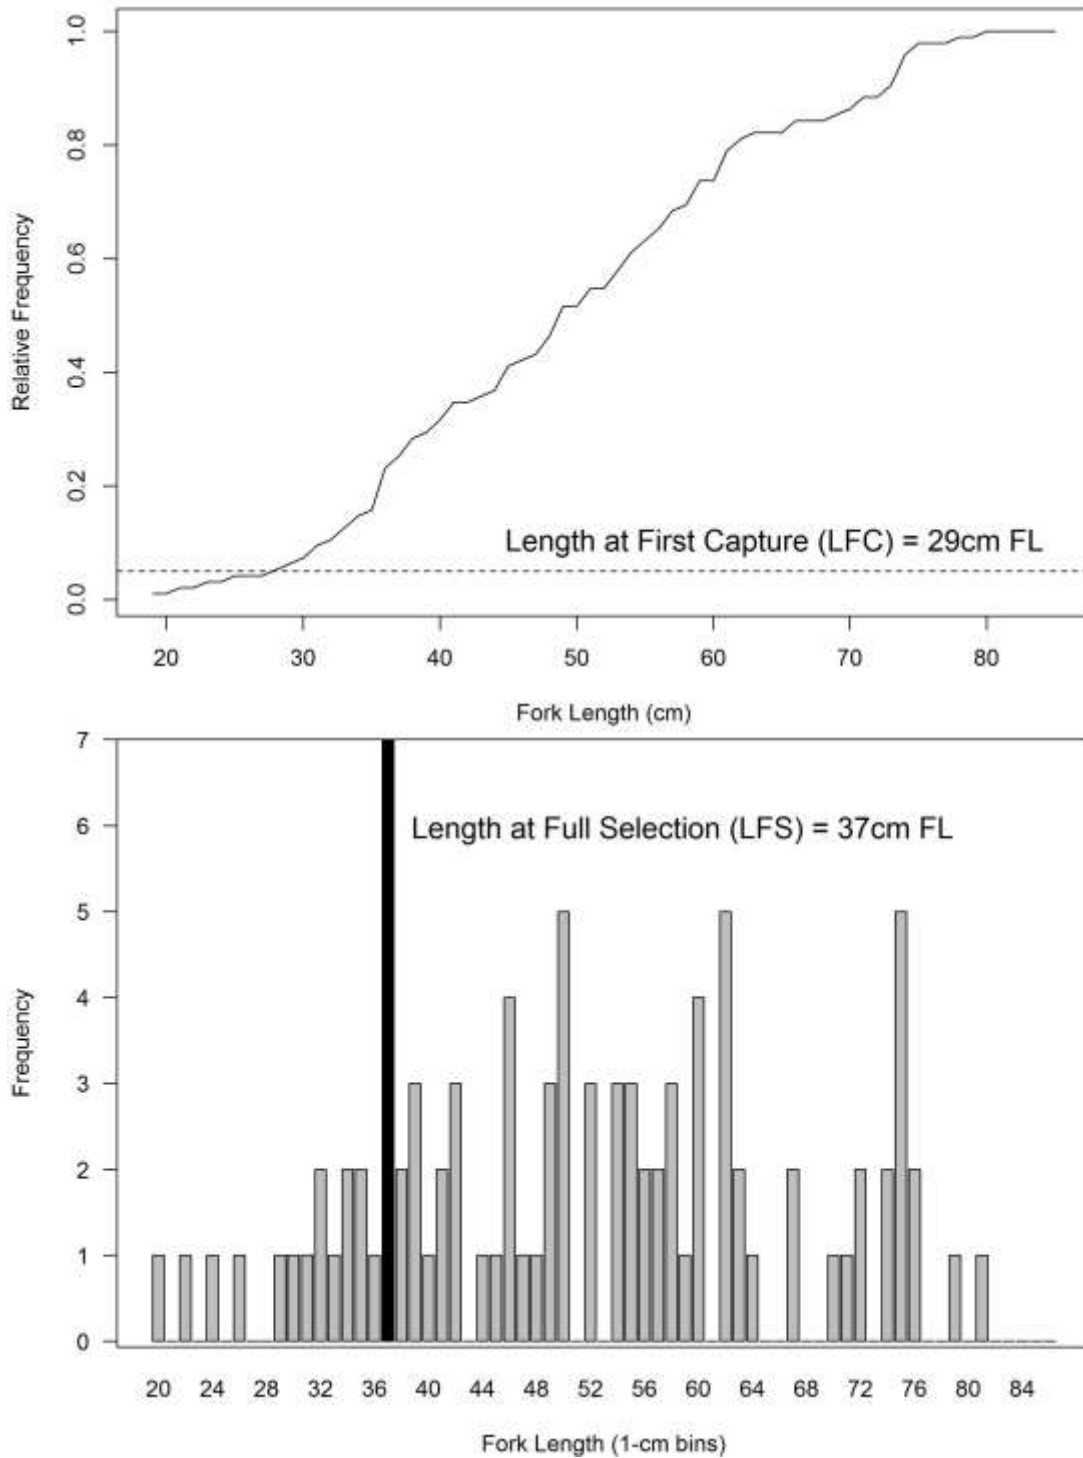 1.0
0.8
0.6
0.4
0.2
0.0
Relative Frequency
Length at First Capture (LFC) = 29cm FL
20 30 40 50 60 70 80
Fork Length (cm)
7
6
5
4
3
2
1
0
Frequency
Length at Full Selection (LFS) = 37cm FL
20 24 28 32 36 40 44 48 52 56 60 64 68 72 76 80 84
Fork Length (1-cm bins)